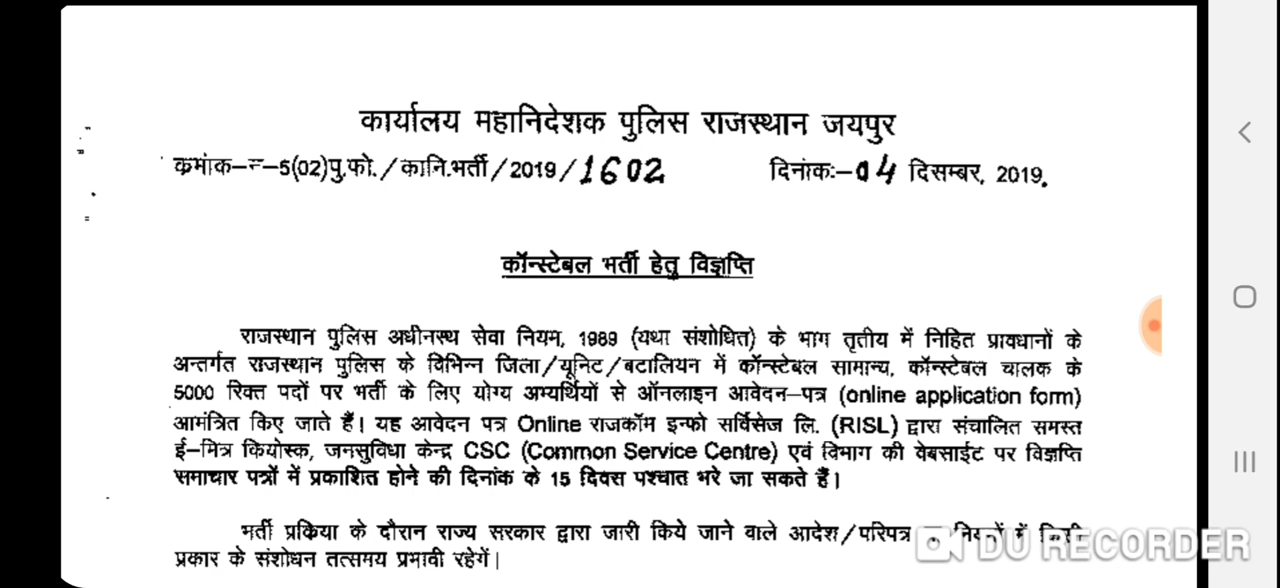 कार्यालय महानिदेशक पुलिस राजस्थान जयपुर
क्रमांक-न-5(02)पु.फो./कानि.भर्ती/2019/1602 दिनांकः-04 दिसम्बर, 2019.
कॉन्स्टेबल भर्ती हेतु विज्ञप्ति
राजस्थान पुलिस अधीनस्थ सेवा नियम, 1989 (यथा संशोधित) के भाग तृतीय में निहित प्रावधानों के
अन्तर्गत राजस्थान पुलिस के विभिन्न जिला/यूनिट/बटालियन में कॉन्स्टेबल सामान्य, कॉन्स्टेबल चालक के
5000 रिक्त पदों पर भर्ती के लिए योग्य अभ्यर्थियों से ऑनलाइन आवेदन-पत्र (online application form)
आमंत्रित किए जाते हैं। यह आवेदन पत्र Online राजकॉम इन्फो सर्विसेज लि. (RISL) द्वारा संचालित समस्त
ई-मित्र कियोस्क, जनसुविधा केन्द्र CSC (Common Service Centre) एवं विभाग की वेबसाईट पर विज्ञप्ति
समाचार पत्रों में प्रकाशित होने की दिनांक के 15 दिवस पश्चात भरे जा सकते हैं।
भर्ती प्रकिया के दौरान राज्य सरकार द्वारा जारी किये जाने वाले आदेश/परिपत्र नियमों में किसी
प्रकार के संशोधन तत्समय प्रभावी रहेगें|
DU RECORDER